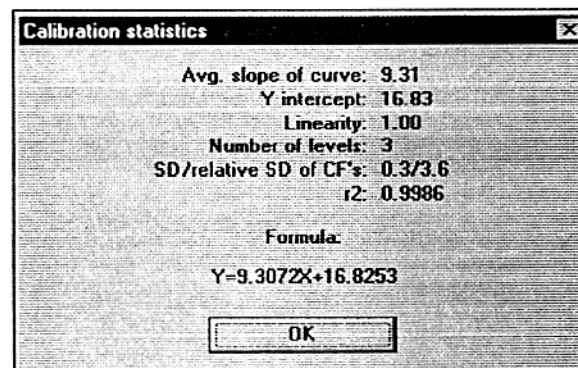 Calibration statistics
Avg. slope of curve: 9.31
Y intercept: 16.83
Linearity: 1.00
Number of levels: 3
SD/relative SD of CF's: 0.3/3.6
r2: 0.9986
Formula:
Y=9.3072X+16.8253
OK